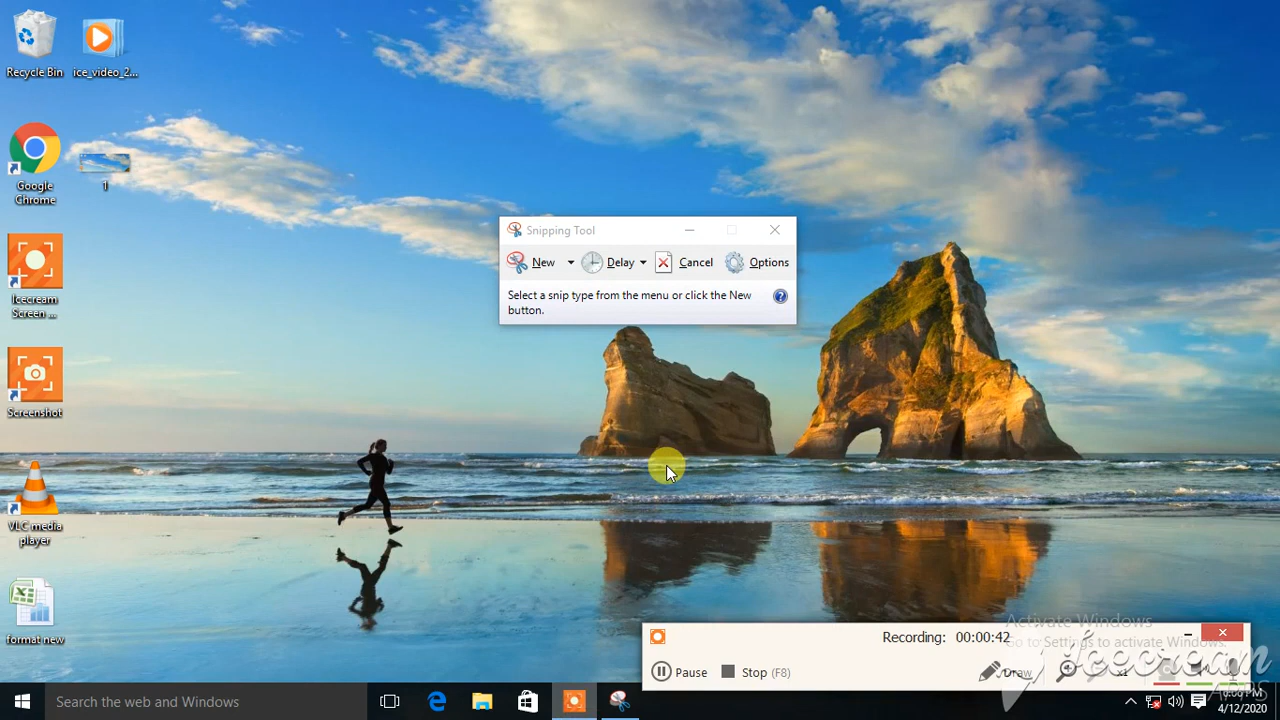 Recycle Bin
ice_video_2...
Google
Chrome
1
Icecream
Screen ...
Screenshot
VLC media
player
format new
Snipping Tool
New
Delay
Cancel
Options
Select a snip type from the menu or click the New
button.
Activate Windows
Go to Settings to activate Windows.
Recording: 00:00:42
Pause
Stop (F8)
Draw
x1
Icecream
APPS
Search the web and Windows
4/12/2020